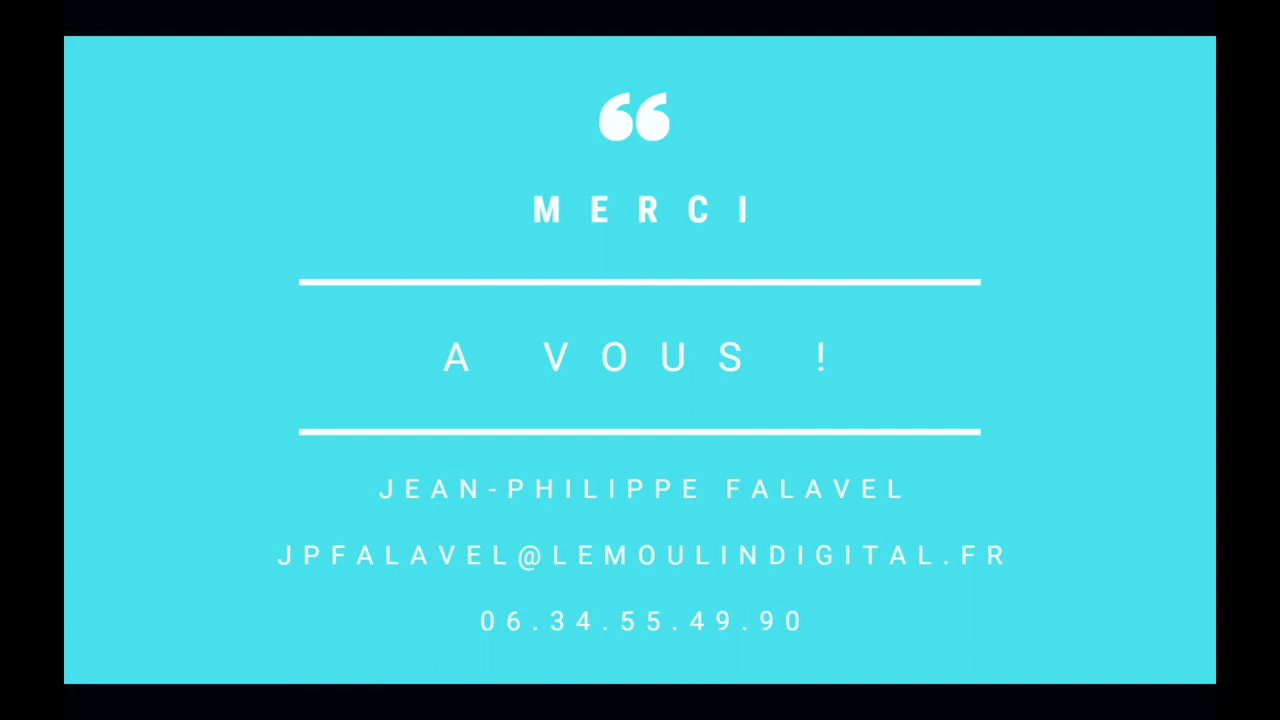 “
MERCI
A VOUS !
JEAN-PHILIPPE FALAVEL
JPFALAVEL@LEMOULINDIGITAL.FR
06.34.55.49.90